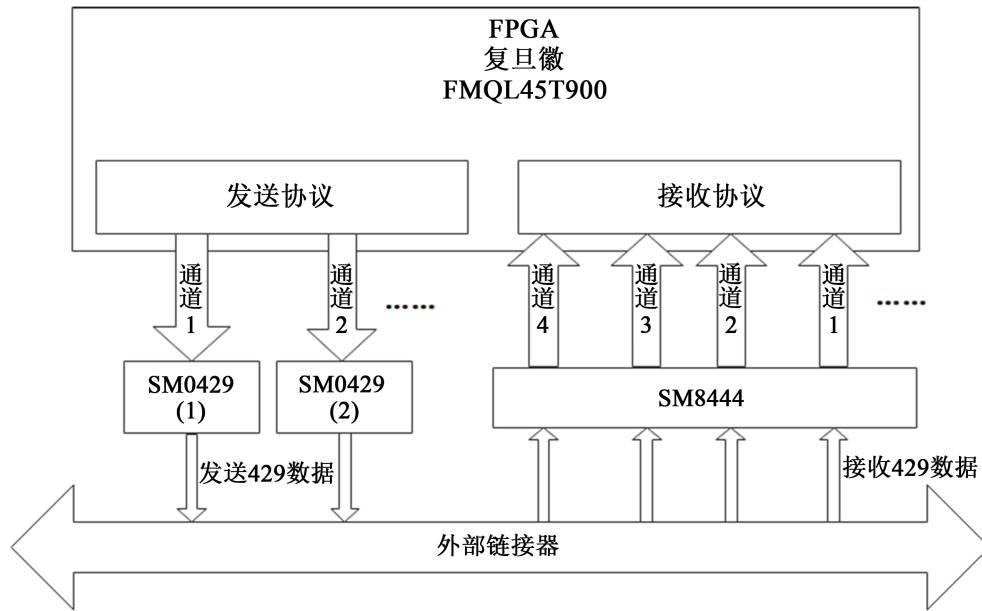 FPGA
复旦徽
FMQL45T900
发送协议
接收协议
通道1
通道2
……
通道4
通道3
通道2
通道1
……
SM0429
(1)
SM0429
(2)
SM8444
发送429数据
接收429数据
外部链接器